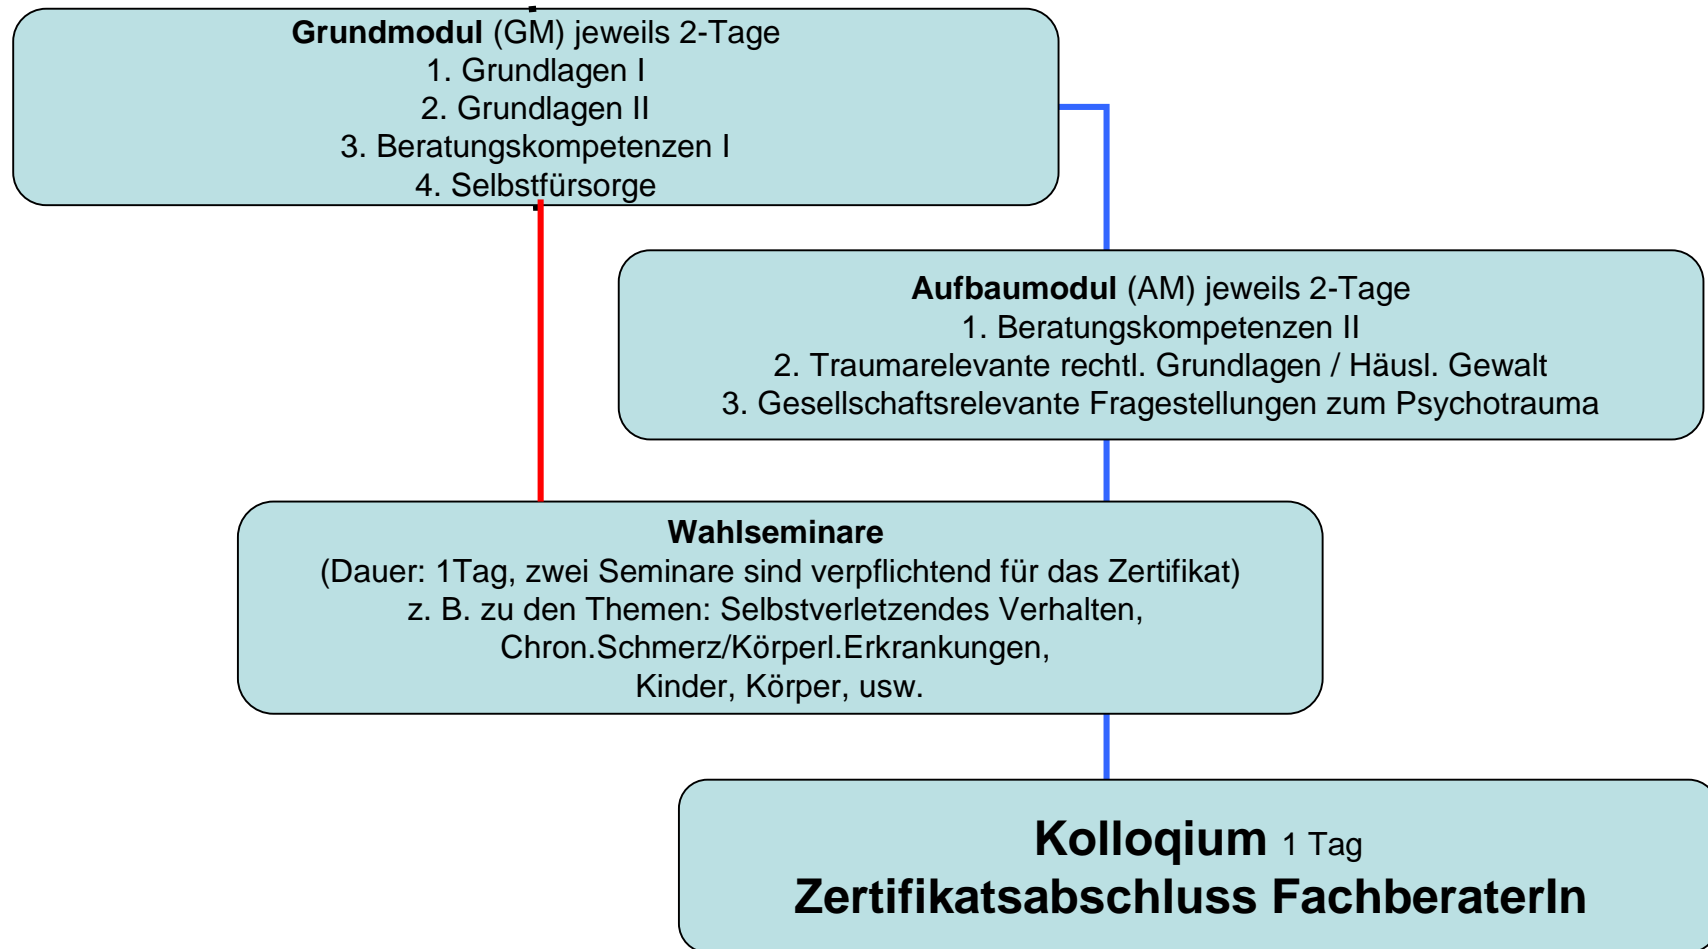 Grundmodul (GM) jeweils 2-Tage
1. Grundlagen I
2. Grundlagen II
3. Beratungskompetenzen I
4. Selbstfürsorge
Aufbaumodul (AM) jeweils 2-Tage
1. Beratungskompetenzen II
2. Traumarelevante rechtl. Grundlagen / Häusl. Gewalt
3. Gesellschaftsrelevante Fragestellungen zum Psychotrauma
Wahlseminare
(Dauer: 1Tag, zwei Seminare sind verpflichtend für das Zertifikat)
z. B. zu den Themen: Selbstverletzendes Verhalten,
Chron.Schmerz/Körperl.Erkrankungen,
Kinder, Körper, usw.
Kolloqium 1 Tag
Zertifikatsabschluss FachberaterIn